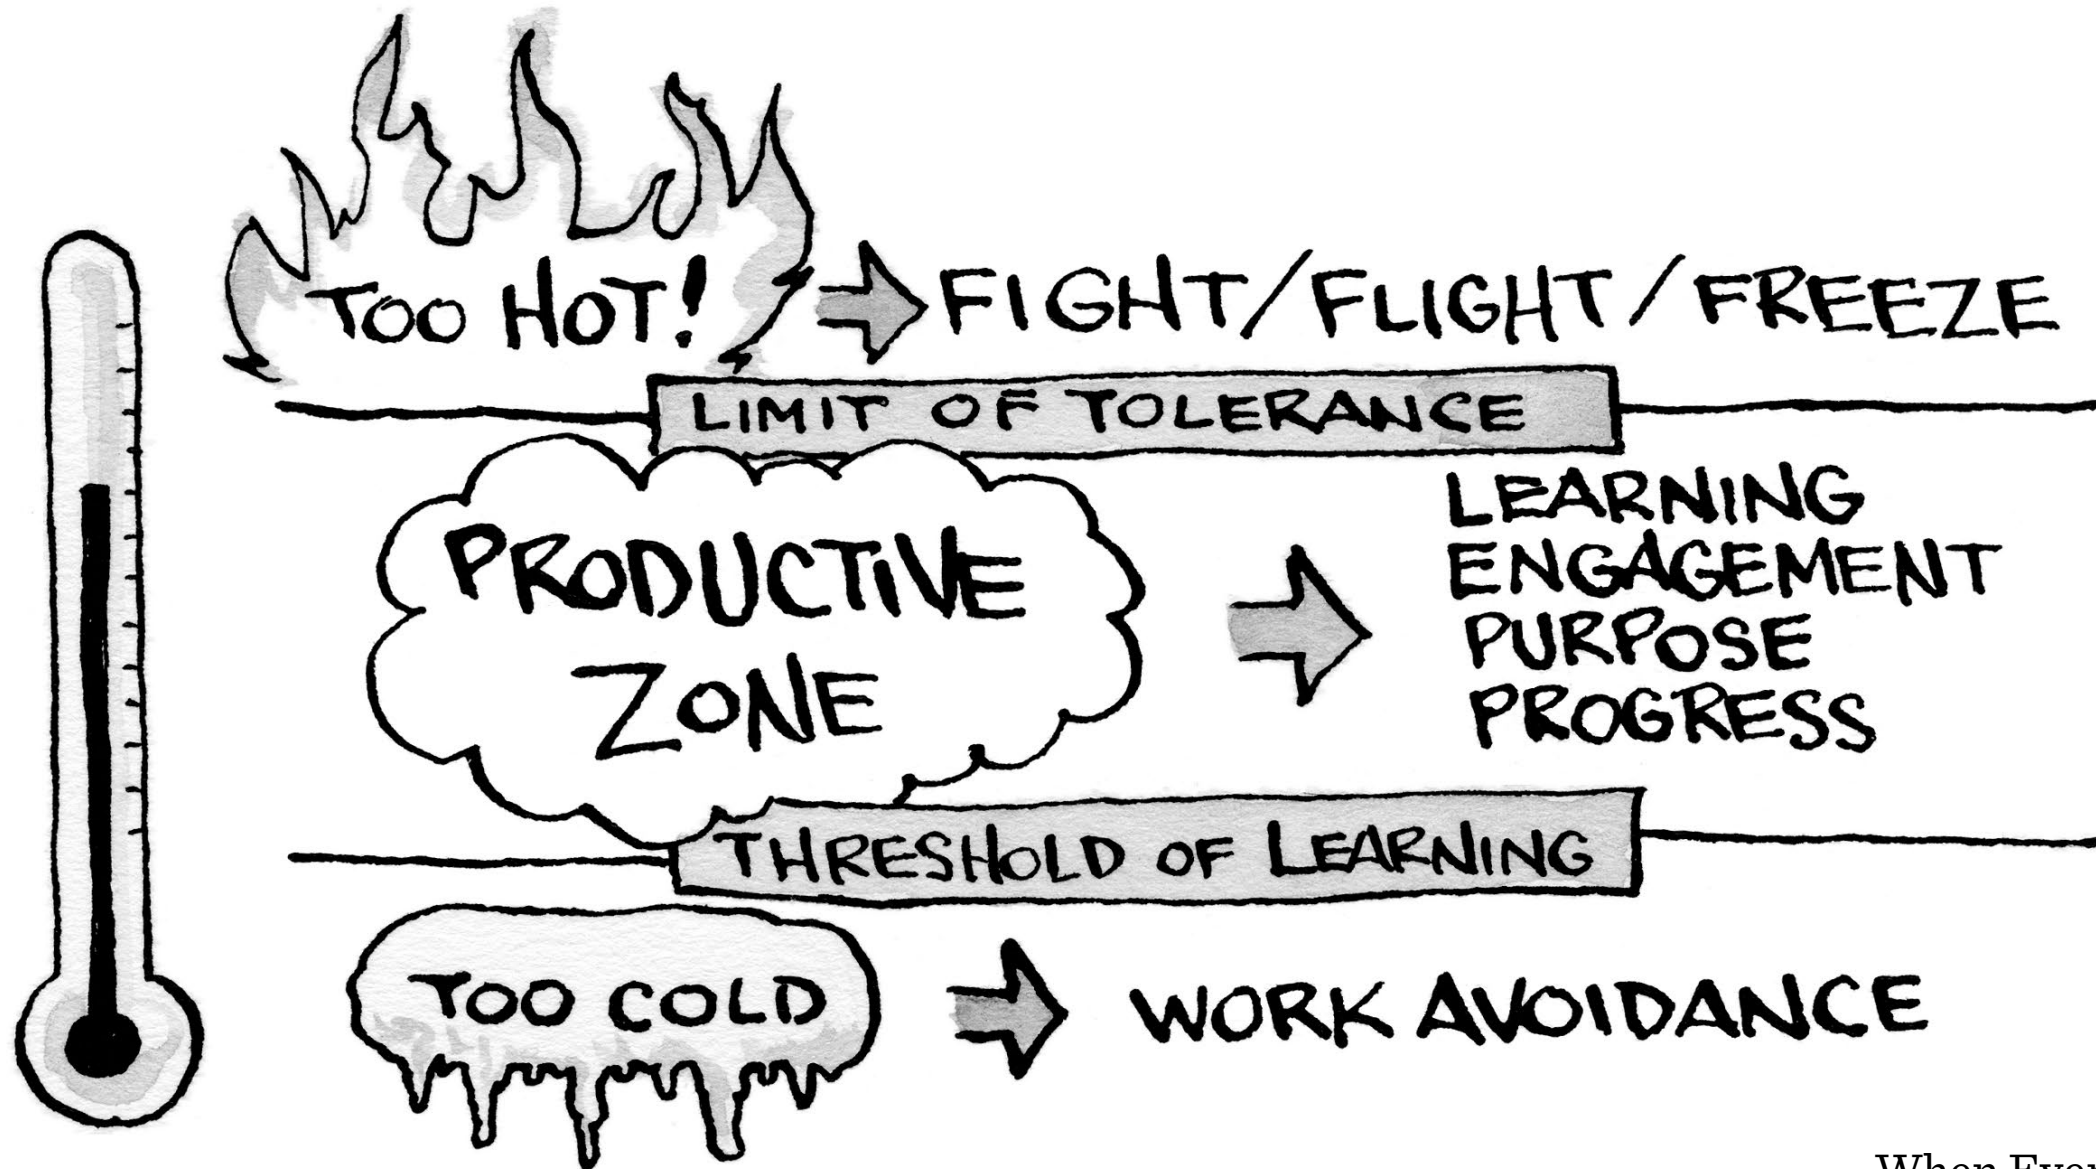 TOO HOT!
FIGHT/FLIGHT/FREEZE
LIMIT OF TOLERANCE
PRODUCTIVE
ZONE
LEARNING
ENGAGEMENT
PURPOSE
PROGRESS
THRESHOLD OF LEARNING
TOO COLD
WORK AVOIDANCE
When